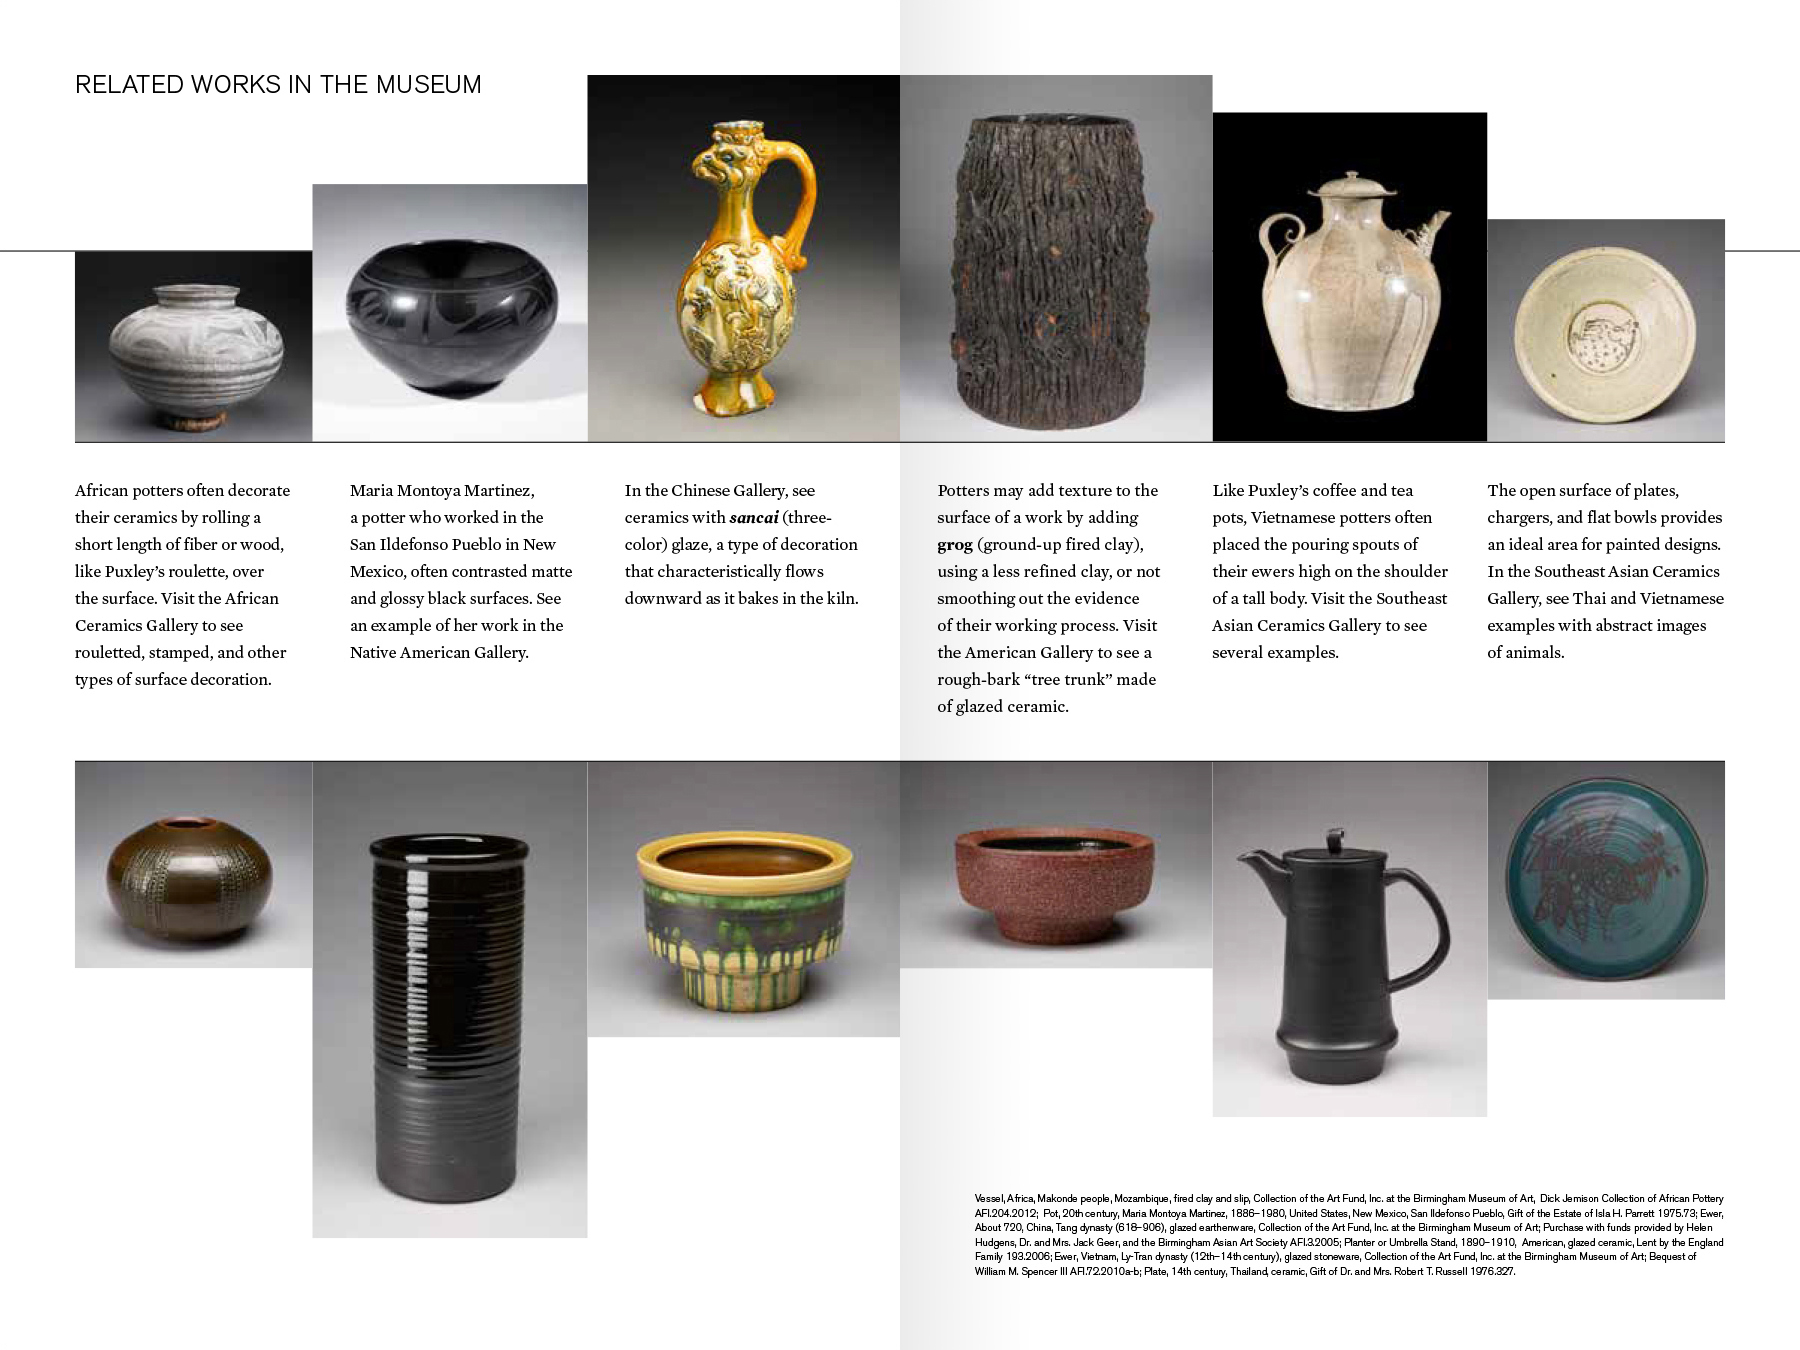 RELATED WORKS IN THE MUSEUM
African potters often decorate
their ceramics by rolling a
short length of fiber or wood,
like Puxley’s roulette, over
the surface. Visit the African
Ceramics Gallery to see
rouletted, stamped, and other
types of surface decoration.
Maria Montoya Martinez,
a potter who worked in the
San Ildefonso Pueblo in New
Mexico, often contrasted matte
and glossy black surfaces. See
an example of her work in the
Native American Gallery.
In the Chinese Gallery, see
ceramics with sancai (three-
color) glaze, a type of decoration
that characteristically flows
downward as it bakes in the kiln.
Potters may add texture to the
surface of a work by adding
grog (ground-up fired clay),
using a less refined clay, or not
smoothing out the evidence
of their working process. Visit
the American Gallery to see a
rough-bark “tree trunk” made
of glazed ceramic.
Like Puxley’s coffee and tea
pots, Vietnamese potters often
placed the pouring spouts of
their ewers high on the shoulder
of a tall body. Visit the Southeast
Asian Ceramics Gallery to see
several examples.
The open surface of plates,
chargers, and flat bowls provides
an ideal area for painted designs.
In the Southeast Asian Ceramics
Gallery, see Thai and Vietnamese
examples with abstract images
of animals.
Vessel, Africa, Makonde people, Mozambique, fired clay and slip, Collection of the Art Fund, Inc. at the Birmingham Museum of Art, Dick Jemison Collection of African Pottery
AFI.204.2012; Pot, 20th century, Maria Montoya Martinez, 1886–1980, United States, New Mexico, San Ildefonso Pueblo, Gift of the Estate of Isla H. Parrett 1975.73; Ewer,
About 720, China, Tang dynasty (618–906), glazed earthenware, Collection of the Art Fund, Inc. at the Birmingham Museum of Art; Purchase with funds provided by Helen
Hudgens, Dr. and Mrs. Jack Geer, and the Birmingham Asian Art Society AFI.3.2005; Planter or Umbrella Stand, 1890–1910, American, glazed ceramic, Lent by the England
Family 193.2006; Ewer, Vietnam, Ly-Tran dynasty (12th–14th century), glazed stoneware, Collection of the Art Fund, Inc. at the Birmingham Museum of Art; Bequest of
William M. Spencer III AFI.72.2010a-b; Plate, 14th century, Thailand, ceramic, Gift of Dr. and Mrs. Robert T. Russell 1976.327.